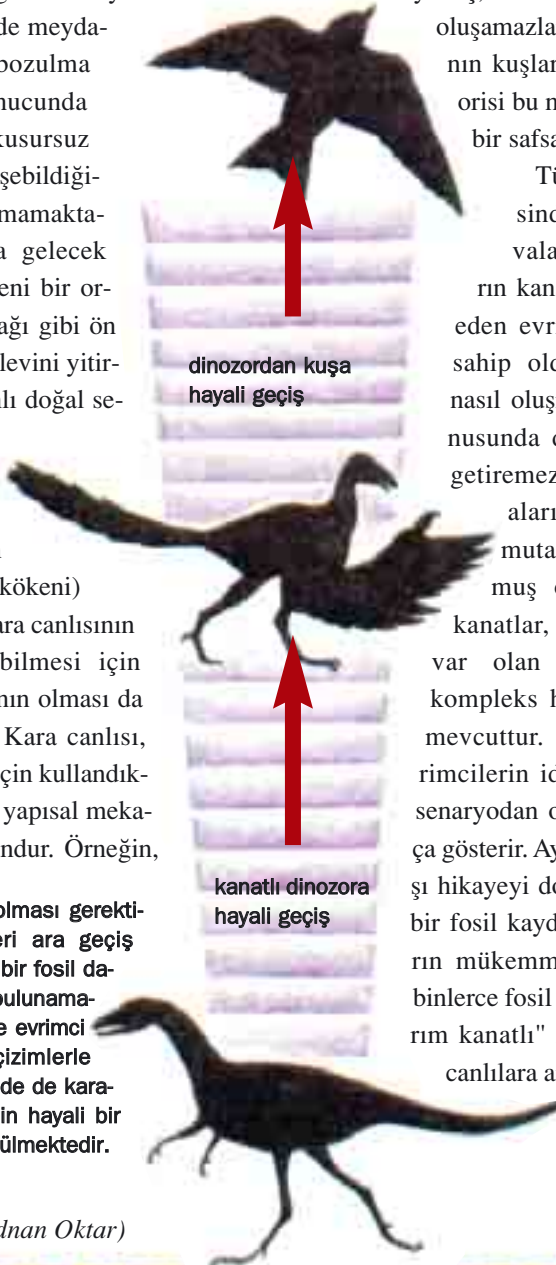 de meyda-
bozulma
nucunda
kusursuz
şebildiği-
mamakta-
a gelecek
eni bir or-
ağı gibi ön
levini yitir-
lı doğal se-
kökeni)
ara canlısının
bilmesi için
nın olması da
Kara canlısı,
için kullandık-
yapısal meka-
ndur. Örneğin,
olması gerekti-
eri ara geçiş
bir fosil da-
bulunama-
e evrimci
çizimlerle
de de kara-
in hayali bir
ülmektedir.
dnan Oktar)
dinozordan kuşa
hayali geçiş
kanatlı dinozora
hayali geçiş
oluşamazla
nın kuşlar
orisi bu n
bir safsa
Tü
sind
vala
rın kan
eden evri
sahip old
nasıl oluş
nusunda d
getiremez
aları
muta
muş
kanatlar,
var olan
kompleks h
mevcuttur.
rimcilerin id
senaryodan o
ça gösterir. Ay
şı hikayeyi do
bir fosil kayd
rın mükemm
binlerce fosil
rım kanatlı"
canlılara a